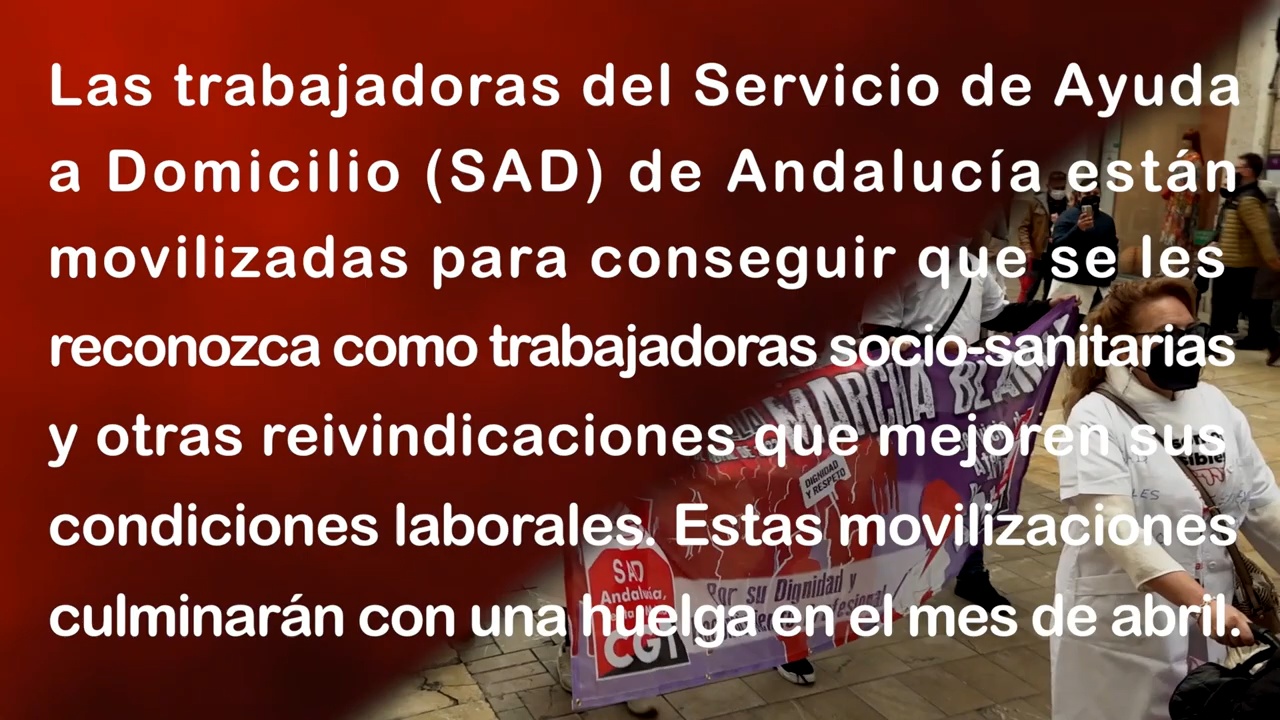 Las trabajadoras del Servicio de Ayuda
a Domicilio (SAD) de Andalucía están
movilizadas para conseguir que se les
reconozca como trabajadoras socio-sanitarias
y otras reivindicaciones que mejoren sus
condiciones laborales. Estas movilizaciones
culminarán con una huelga en el mes de abril.
MARCHA
DIGNIDAD
Y RESPETO
SAD
Andalucía,
CGT
Por su Dignidad y